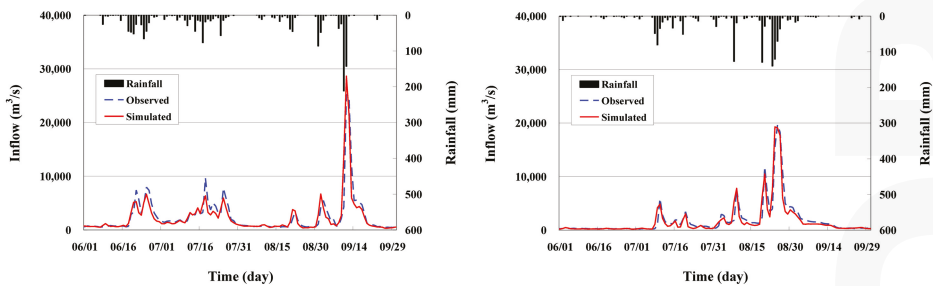 40,000
30,000
20,000
10,000
0
Inflow (m³/s)
0
100
200
300
400
500
600
Rainfall (mm)
Rainfall
Observed
Simulated
06/01 06/16 07/01 07/16 07/31 08/15 08/30 09/14 09/29
Time (day)
40,000
30,000
20,000
10,000
0
Inflow (m³/s)
0
100
200
300
400
500
600
Rainfall (mm)
Rainfall
Observed
Simulated
06/01 06/16 07/01 07/16 07/31 08/15 08/30 09/14 09/29
Time (day)